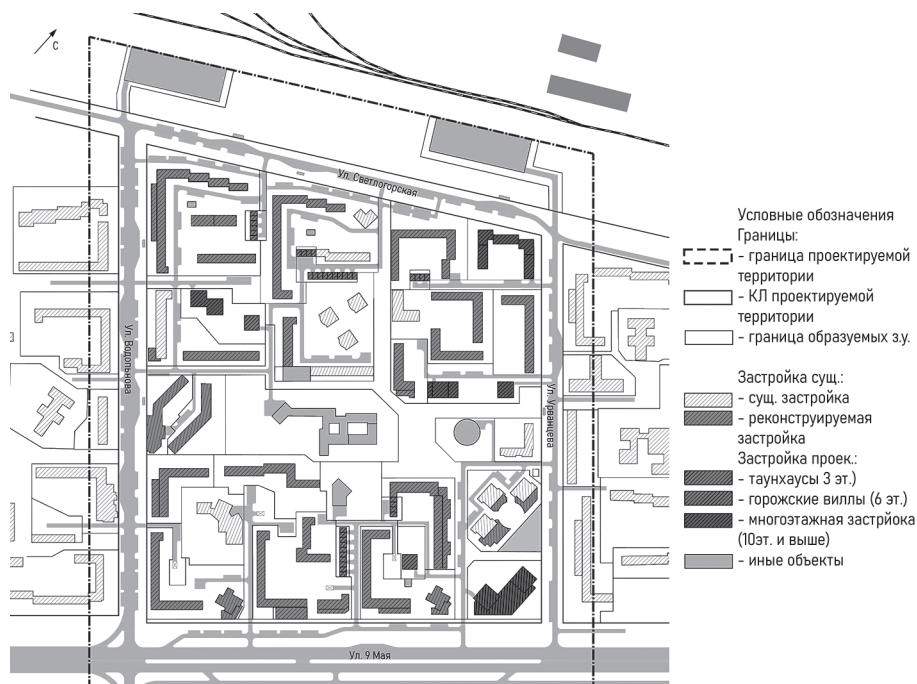 С
Ул. Светлогорская
Ул. Водопьянова
Ул. Урванцева
Ул. 9 Мая
Условные обозначения
Границы:
- граница проектируемой
территории
- КЛ проектируемой
территории
- граница образуемых з.у.
Застройка сущ.:
- сущ. застройка
- реконструируемая
застройка
Застройка проек.:
- таунхаусы 3 эт.)
- горожские виллы (6 эт.)
- многоэтажная застрйока
(10эт. и выше)
- иные объекты